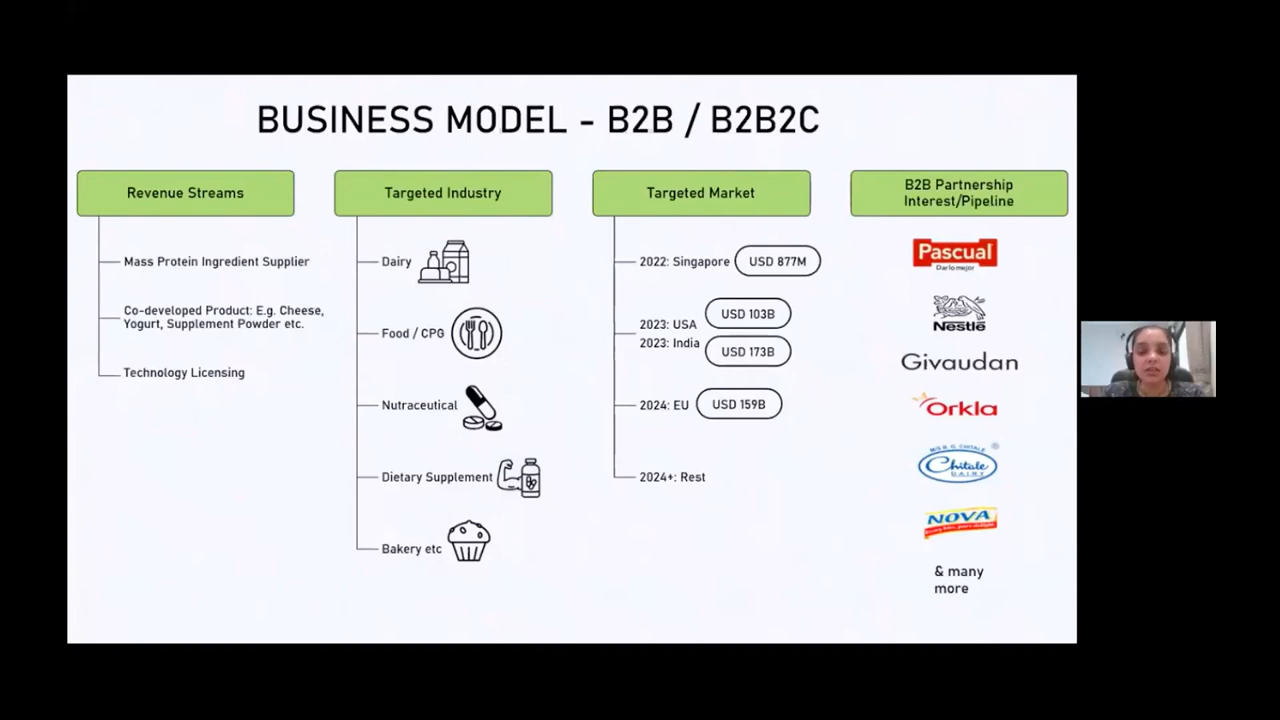 BUSINESS MODEL - B2B / B2B2C
Revenue Streams
Mass Protein Ingredient Supplier
Co-developed Product: E.g. Cheese,
Yogurt, Supplement Powder etc.
Technology Licensing
Targeted Industry
Dairy
Food / CPG
Nutraceutical
Dietary Supplement
Bakery etc
Targeted Market
2022: Singapore USD 877M
2023: USA USD 103B
2023: India USD 173B
2024: EU USD 159B
2024+: Rest
B2B Partnership
Interest/Pipeline
Pascual
Dar lo mejor
Nestlé
Givaudan
Orkla
M/S B. G. CHITALE
Chitale
DAIRY
NOVA
& many
more